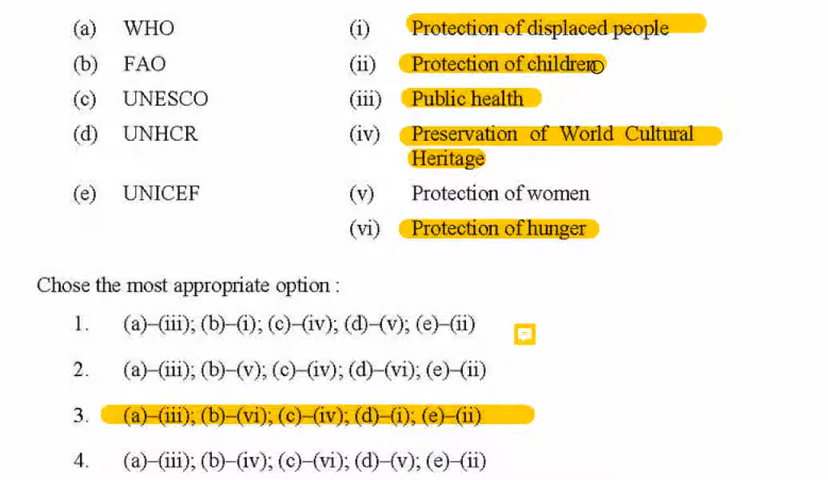 (a) WHO (i) Protection of displaced people
(b) FAO (ii) Protection of children
(c) UNESCO (iii) Public health
(d) UNHCR (iv) Preservation of World Cultural
Heritage
(e) UNICEF (v) Protection of women
(vi) Protection of hunger
Chose the most appropriate option :
1. (a)–(iii); (b)–(i); (c)–(iv); (d)–(v); (e)–(ii)
2. (a)–(iii); (b)–(v); (c)–(iv); (d)–(vi); (e)–(ii)
3. (a)–(iii); (b)–(vi); (c)–(iv); (d)–(i); (e)–(ii)
4. (a)–(iii); (b)–(iv); (c)–(vi); (d)–(v); (e)–(ii)